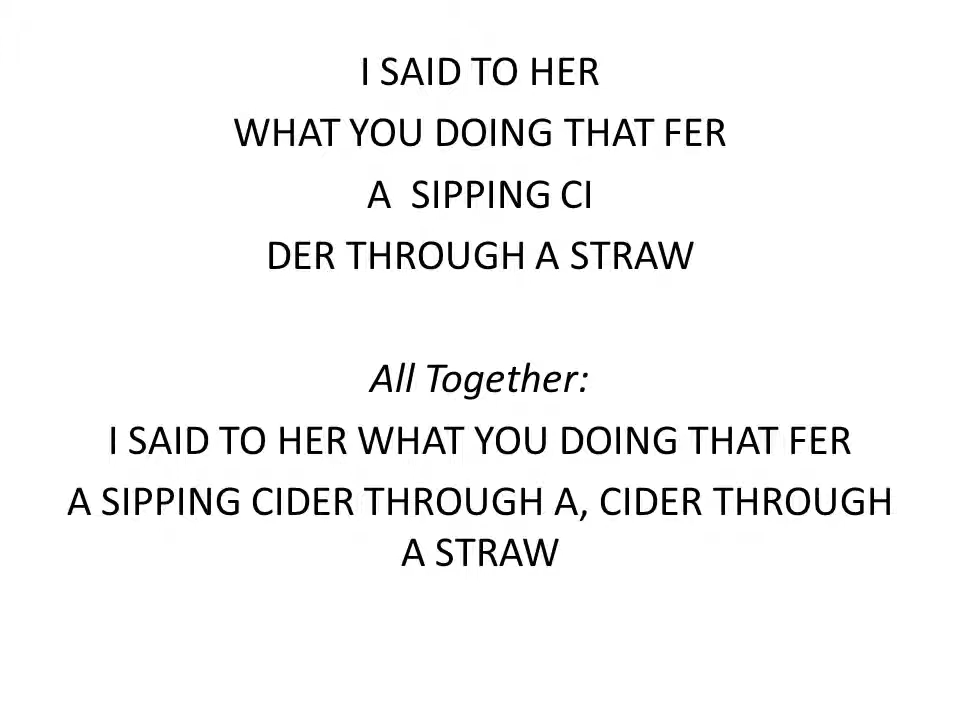 I SAID TO HER
WHAT YOU DOING THAT FER
A  SIPPING CI
DER THROUGH A STRAW
All Together:
I SAID TO HER WHAT YOU DOING THAT FER
A SIPPING CIDER THROUGH A, CIDER THROUGH
A STRAW